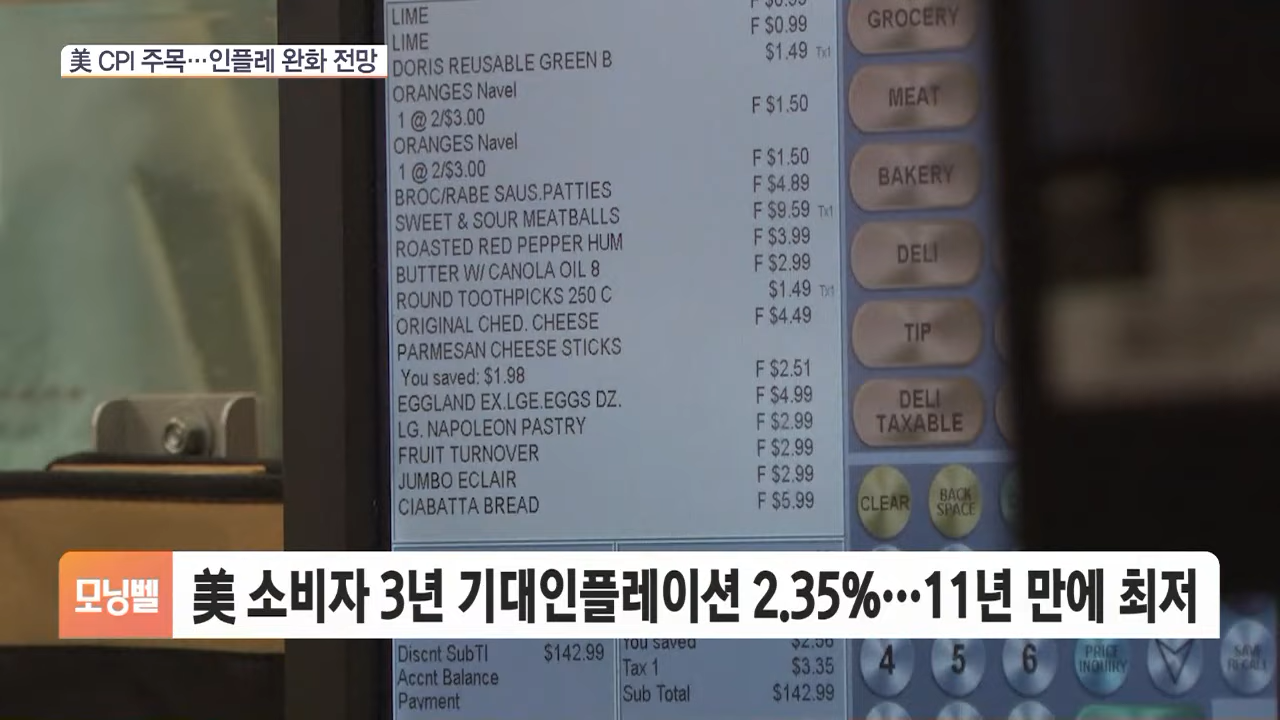 美 CPI 주목…인플레 완화 전망
LIME
LIME F $0.99
DORIS REUSABLE GREEN B $1.49 Tx1
ORANGES Navel
1 @ 2/$3.00 F $1.50
ORANGES Navel
1 @ 2/$3.00 F $1.50
BROC/RABE SAUS.PATTIES F $4.89
SWEET & SOUR MEATBALLS F $9.59 Tx1
ROASTED RED PEPPER HUM F $3.99
BUTTER W/ CANOLA OIL 8 F $2.99
ROUND TOOTHPICKS 250 C $1.49 Tx1
ORIGINAL CHED. CHEESE F $4.49
PARMESAN CHEESE STICKS
You saved: $1.98 F $2.51
EGGLAND EX.LGE.EGGS DZ. F $4.99
LG. NAPOLEON PASTRY F $2.99
FRUIT TURNOVER F $2.99
JUMBO ECLAIR F $2.99
CIABATTA BREAD F $5.99
GROCERY
MEAT
BAKERY
DELI
TIP
DELI
TAXABLE
CLEAR
BACK
SPACE
모닝벨
美 소비자 3년 기대인플레이션 2.35%…11년 만에 최저
Discnt SubTl $142.99
Accnt Balance
Payment
You saved $2.56
Tax 1 $3.35
Sub Total $142.99
4
5
6
PRICE
INQUIRY
SAVE
RECALL